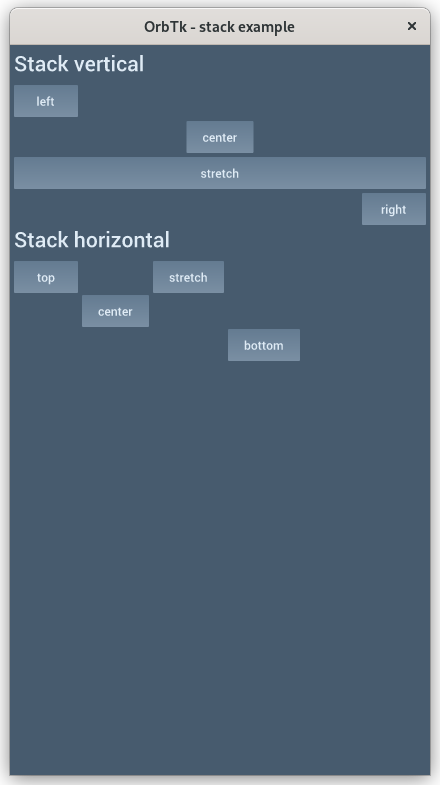 OrbTk - stack example
Stack vertical
left
center
stretch
right
Stack horizontal
top
stretch
center
bottom